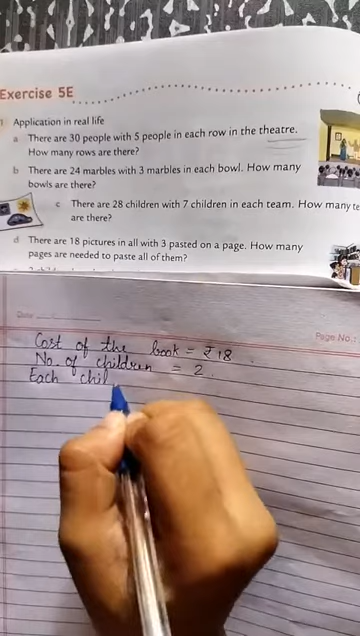 Exercise 5E
1 Application in real life
a There are 30 people with 5 people in each row in the theatre.
How many rows are there?
b There are 24 marbles with 3 marbles in each bowl. How many
bowls are there?
c There are 28 children with 7 children in each team. How many te
are there?
d There are 18 pictures in all with 3 pasted on a page. How many
pages are needed to paste all of them?
Date
Page No.:
Cost of the book = ₹18
No. of children = 2.
Each chil